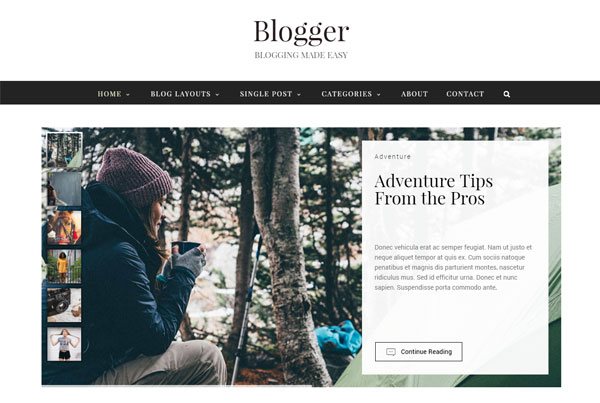 Blogger
BLOGGING MADE EASY
HOME BLOG LAYOUTS SINGLE POST CATEGORIES ABOUT CONTACT
Adventure
Adventure Tips
From the Pros
Donec vehicula erat ac semper feugiat. Nam ut justo et
neque aliquet tempor at quis ex. Cum sociis natoque
penatibus et magnis dis parturient montes, nascetur
ridiculus mus. Sed id efficitur urna. Donec et nunc
sapien. Suspendisse porta commodo ante.
Continue Reading